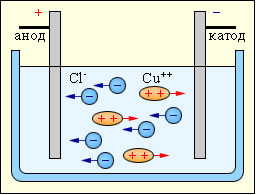 + −
анод катод
Cl⁻ Cu⁺⁺
− −
+ + −
− + +
− + +